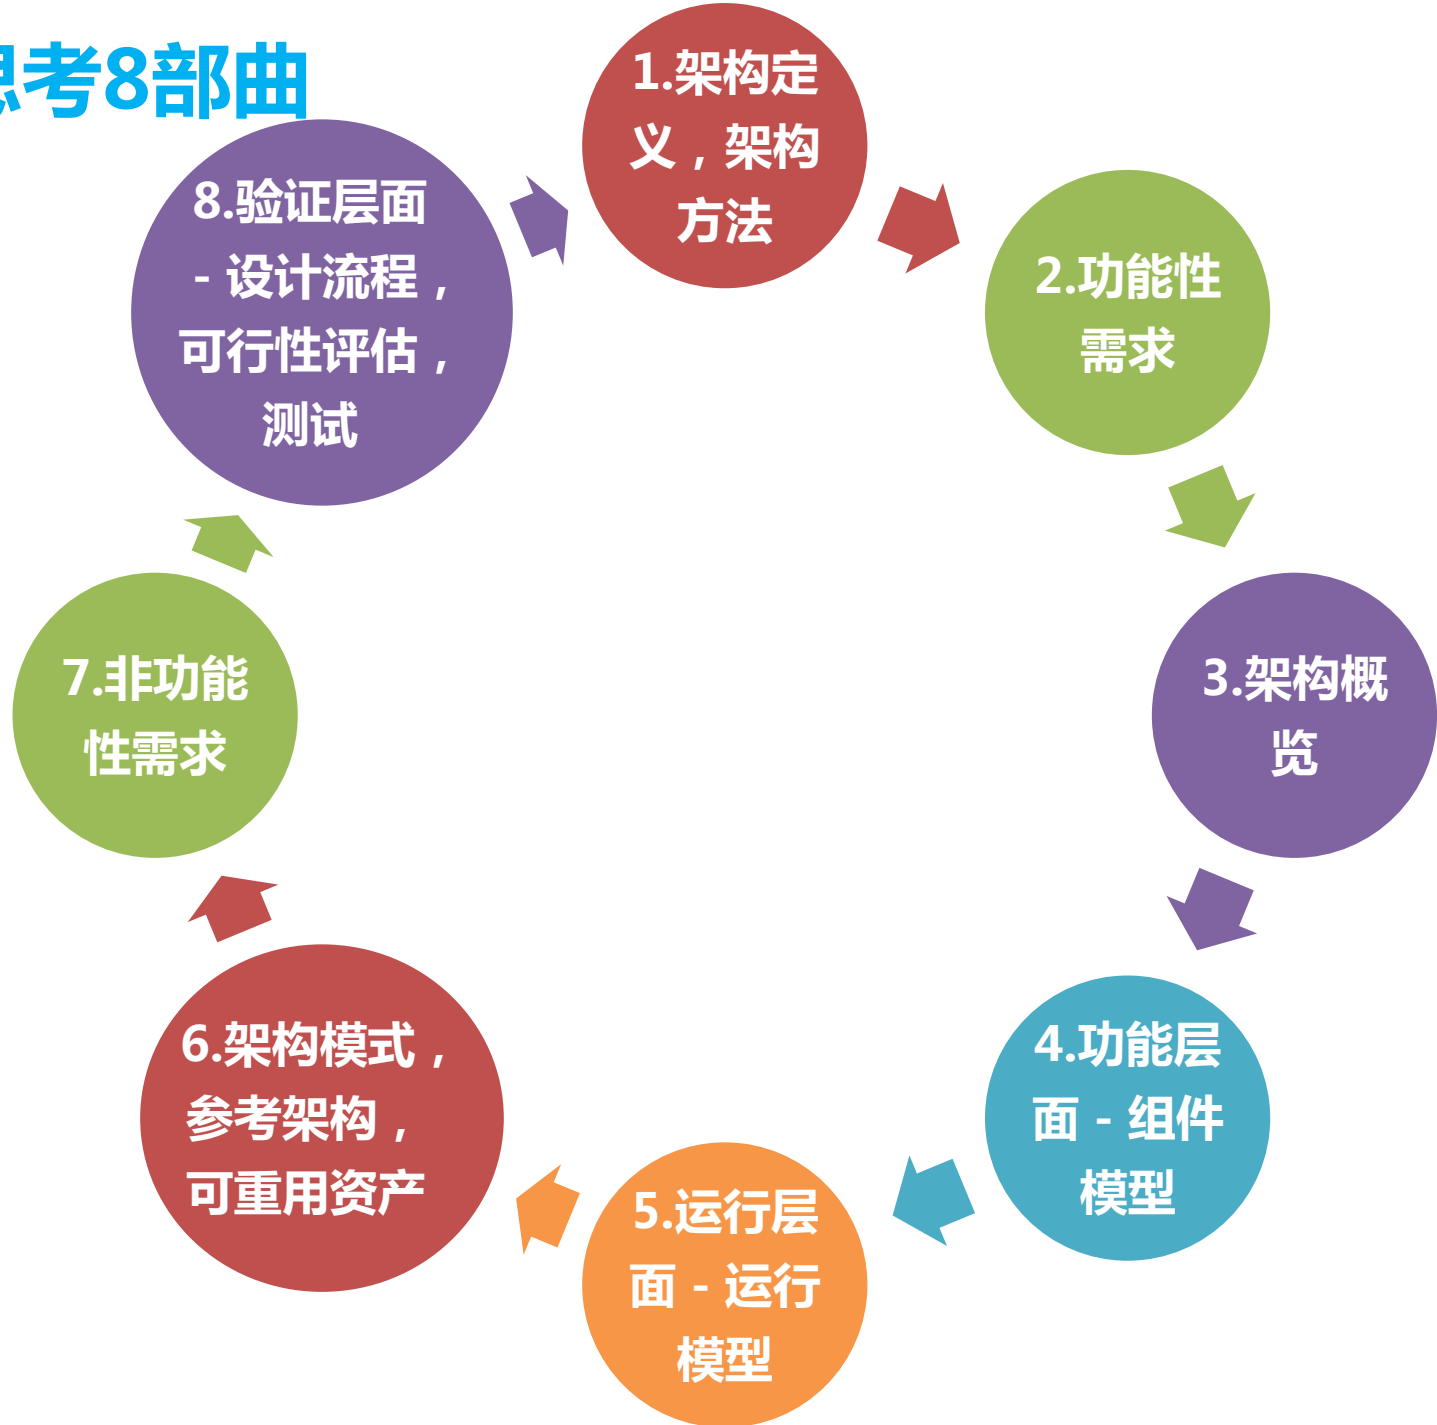 思考8部曲
1.架构定
义，架构
方法
2.功能性
需求
3.架构概
览
4.功能层
面 - 组件
模型
5.运行层
面 - 运行
模型
6.架构模式，
参考架构，
可重用资产
7.非功能
性需求
8.验证层面
- 设计流程，
可行性评估，
测试